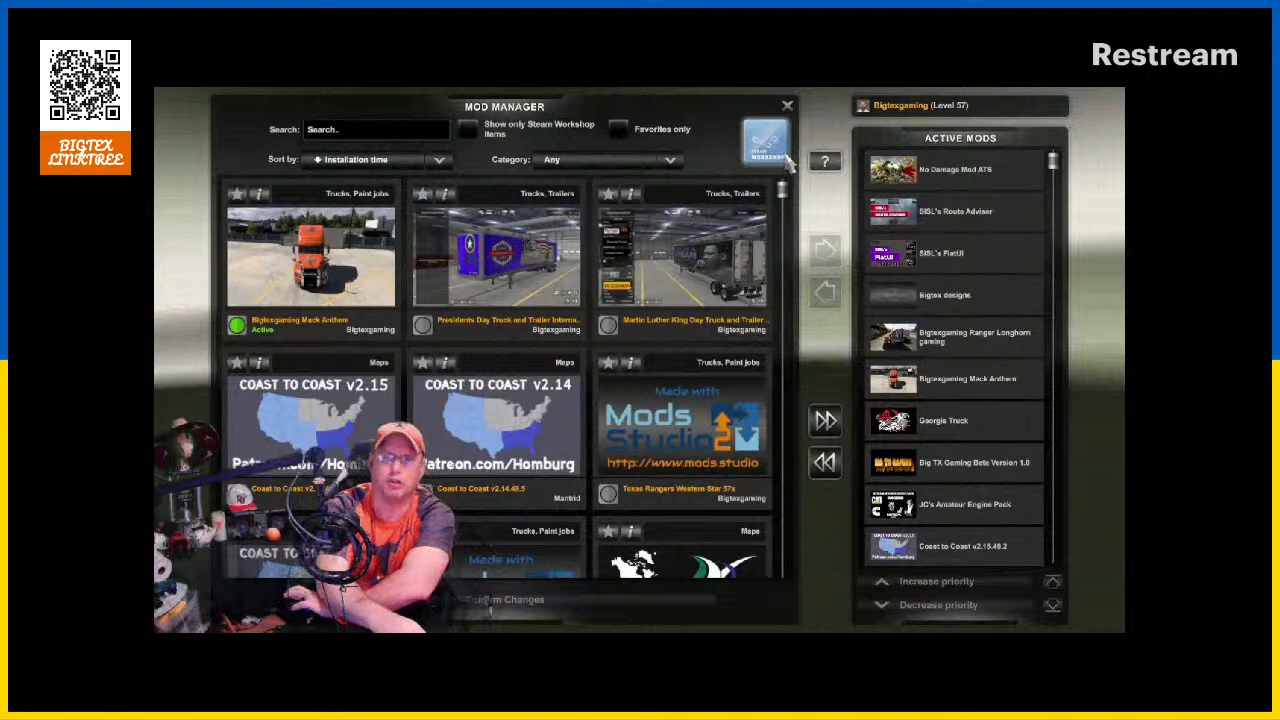 Restream
BIGTEX
LINKTREE
MOD MANAGER
Search:
Search..
Show only Steam Workshop
items
Favorites only
STEAM
WORKSHOP
Sort by:
Installation time
Category:
Any
?
Bigtexgaming (Level 57)
ACTIVE MODS
Trucks, Paint jobs
Trucks, Trailers
Trucks, Trailers
Bigtexgaming Mack Anthem
Active
Bigtexgaming
Presidents Day Truck and Trailer Interna..
Bigtexgaming
Martin Luther King Day Truck and Trailer..
Bigtexgaming
Maps
Maps
Trucks, Paint jobs
COAST TO COAST v2.15
COAST TO COAST v2.14
Patreon.com/Homburg
Made with
Mods
Studio 2
http://www.mods.studio
Coast to Coast v2.14.48.5
Mantrid
Texas Rangers Western Star 57x
Bigtexgaming
Trucks, Paint jobs
Maps
COAST TO
Made with
Confirm Changes
No Damage Mod ATS
SISL's Route Adviser
SISL's FlatUI
Bigtex designs
Bigtexgaming Ranger Longhorn
gaming
Bigtexgaming Mack Anthem
Georgia Truck
Big TX Gaming Beta Version 1.0
JC's Amateur Engine Pack
Coast to Coast v2.15.49.2
Increase priority
Decrease priority